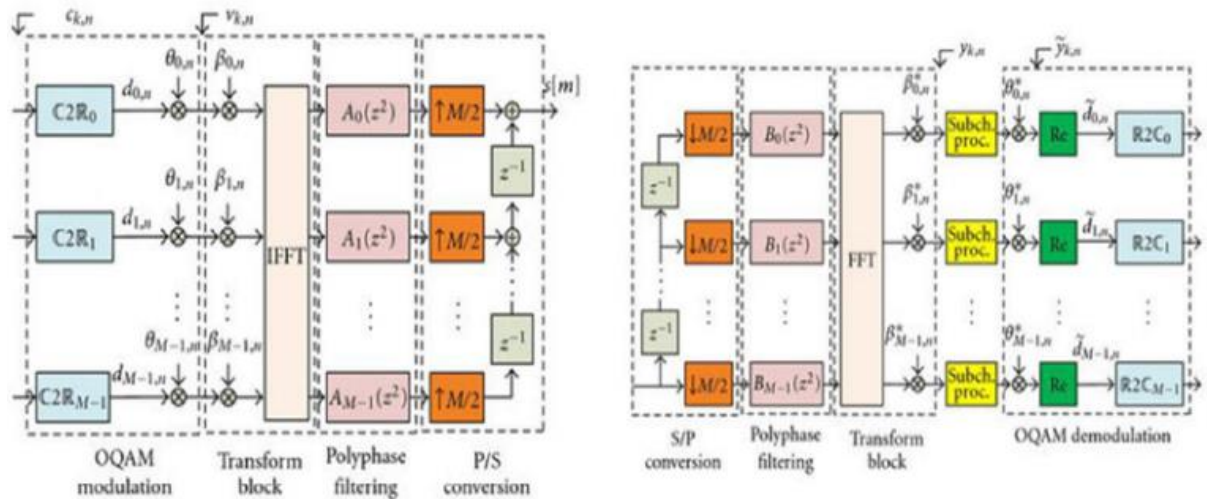 c_{k,n}
v_{k,n}
θ_{0,n} β_{0,n}
d_{0,n}
s[m]
C2ℝ_0
A_0(z^2)
↑M/2
z^{-1}
θ_{1,n} β_{1,n}
d_{1,n}
C2ℝ_1
IFFT
A_1(z^2)
↑M/2
z^{-1}
θ_{M-1,n} β_{M-1,n}
d_{M-1,n}
C2ℝ_{M-1}
A_{M-1}(z^2)
↑M/2
OQAM modulation
Transform block
Polyphase filtering
P/S conversion
y_{k,n}
ỹ_{k,n}
β*_{0,n}
θ*_{0,n}
d̃_{0,n}
↓M/2
B_0(z^2)
Subch. proc.
Re
ℝ2C_0
z^{-1}
β*_{1,n}
θ*_{1,n}
d̃_{1,n}
↓M/2
B_1(z^2)
FFT
Subch. proc.
Re
ℝ2C_1
z^{-1}
β*_{M-1,n}
θ*_{M-1,n}
d̃_{M-1,n}
↓M/2
B_{M-1}(z^2)
Subch. proc.
Re
ℝ2C_{M-1}
S/P conversion
Polyphase filtering
Transform block
OQAM demodulation